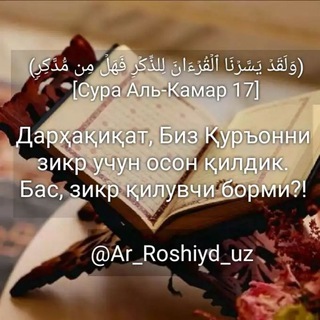 (وَلَقَدْ يَسَّرْنَا ٱلْقُرْءَانَ لِلذِّكْرِ فَهَلْ مِن مُّدَّكِرٍ)
[Сура Аль-Камар 17]
Дарҳақиқат, Биз Қуръонни
зикр учун осон қилдик.
Бас, зикр қилувчи борми?!
@Ar_Roshiyd_uz